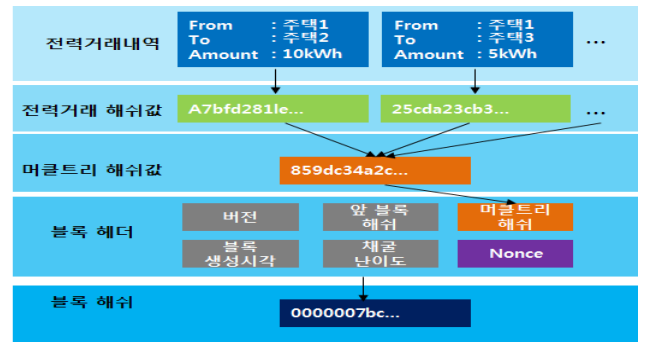 전력거래내역
From : 주택1
To : 주택2
Amount : 10kWh
From : 주택1
To : 주택3
Amount : 5kWh
...
전력거래 해쉬값
A7bfd281le...
25cda23cb3...
...
머클트리 해쉬값
859dc34a2c...
블록 헤더
버전
앞 블록
해쉬
머클트리
해쉬
블록
생성시각
채굴
난이도
Nonce
블록 해쉬
0000007bc...